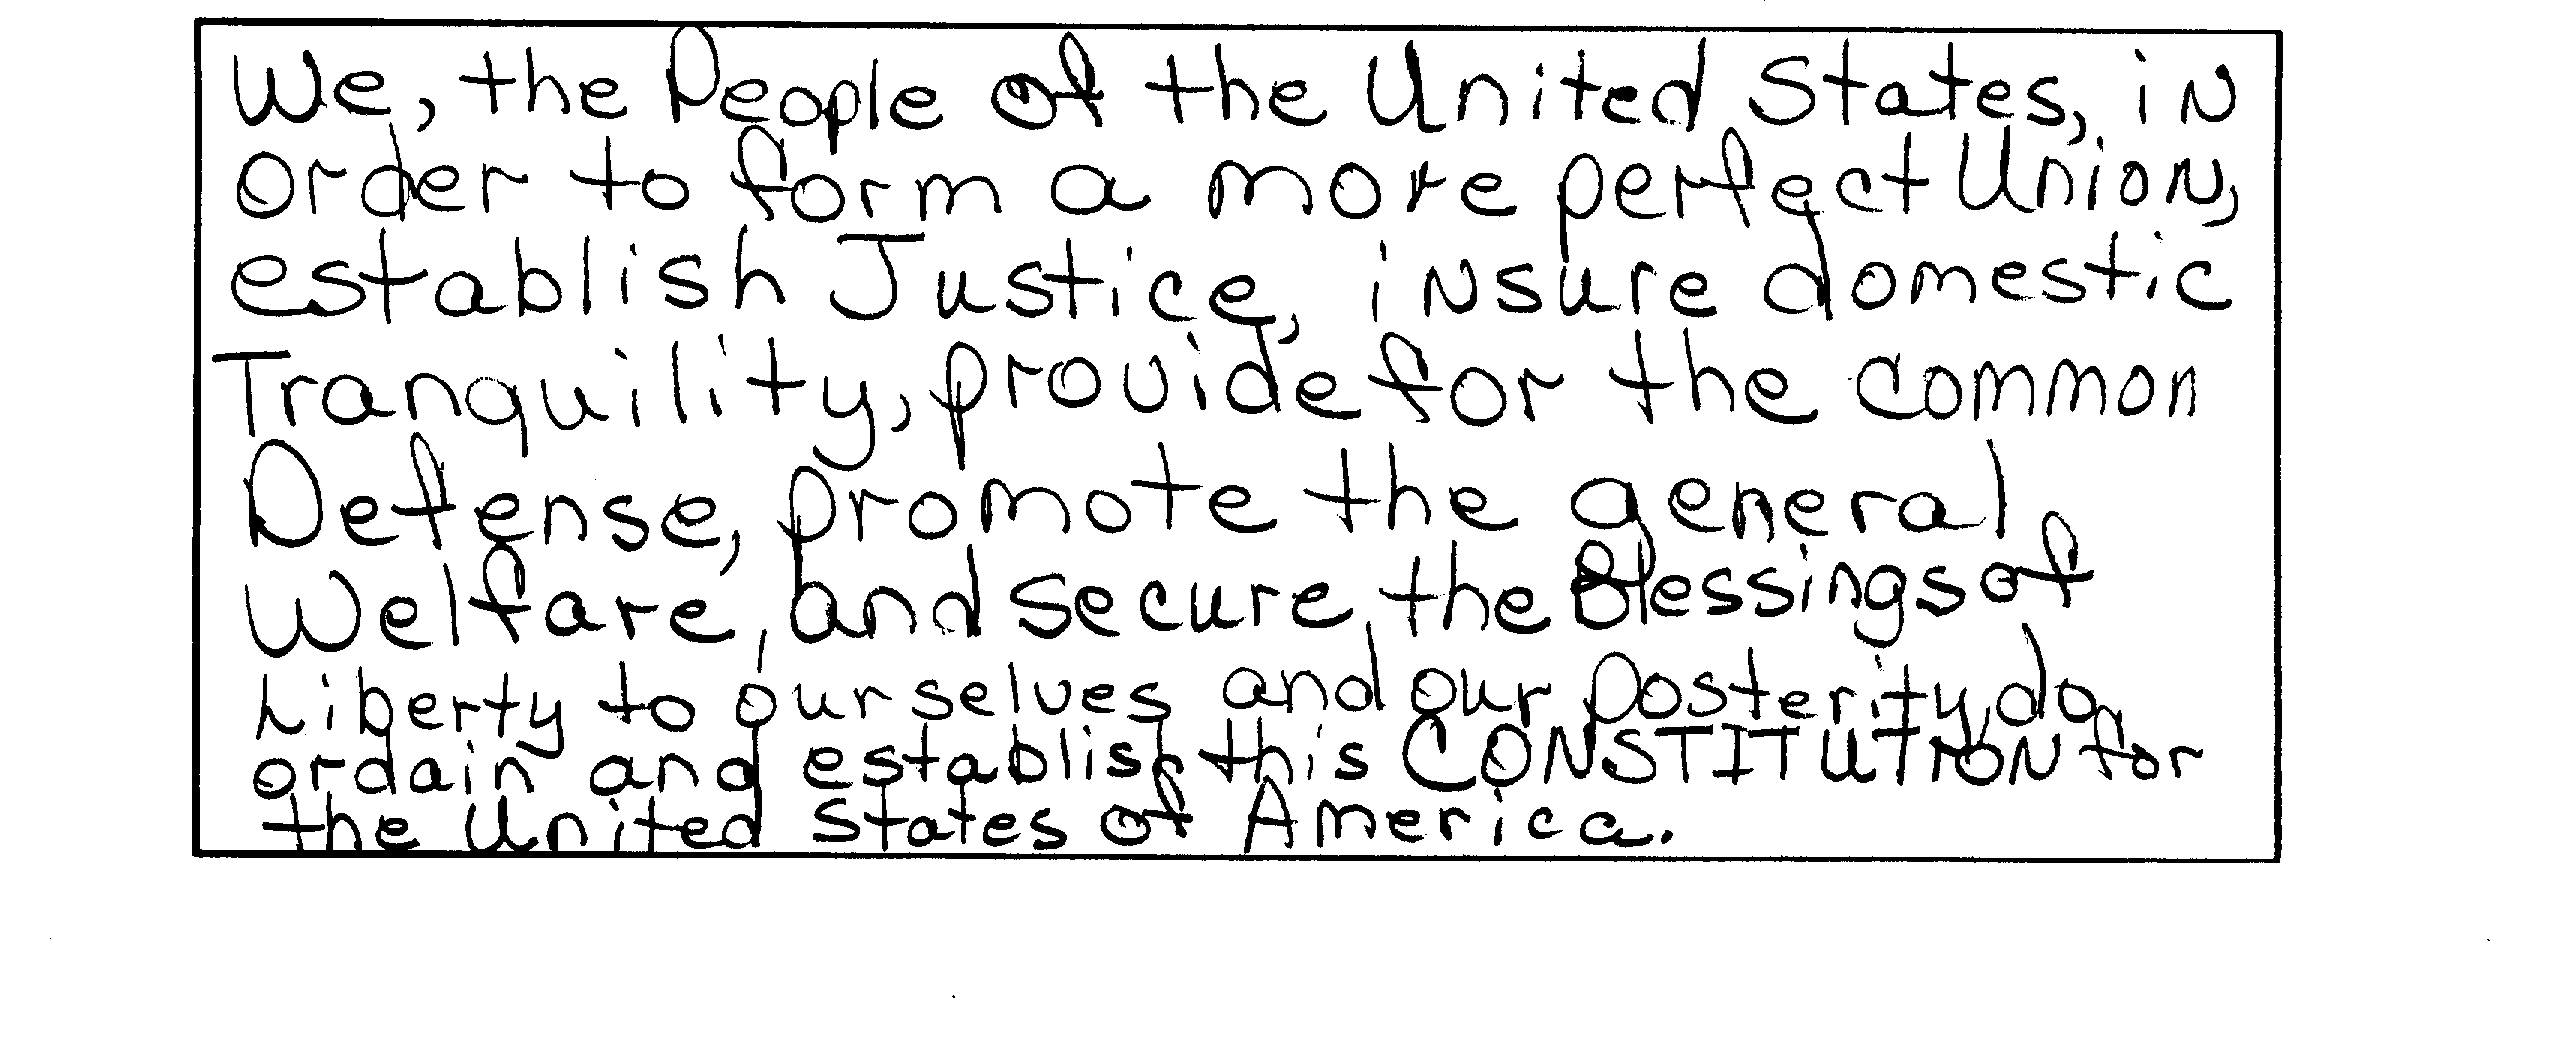 We, the People of the United States, in
order to form a more perfect Union,
establish Justice, insure domestic
Tranquility, provide for the common
Defense, promote the general
Welfare, and secure the Blessings of
Liberty to ourselves and our posterity, do
ordain and establish this CONSTITUTION for
the United States of America.